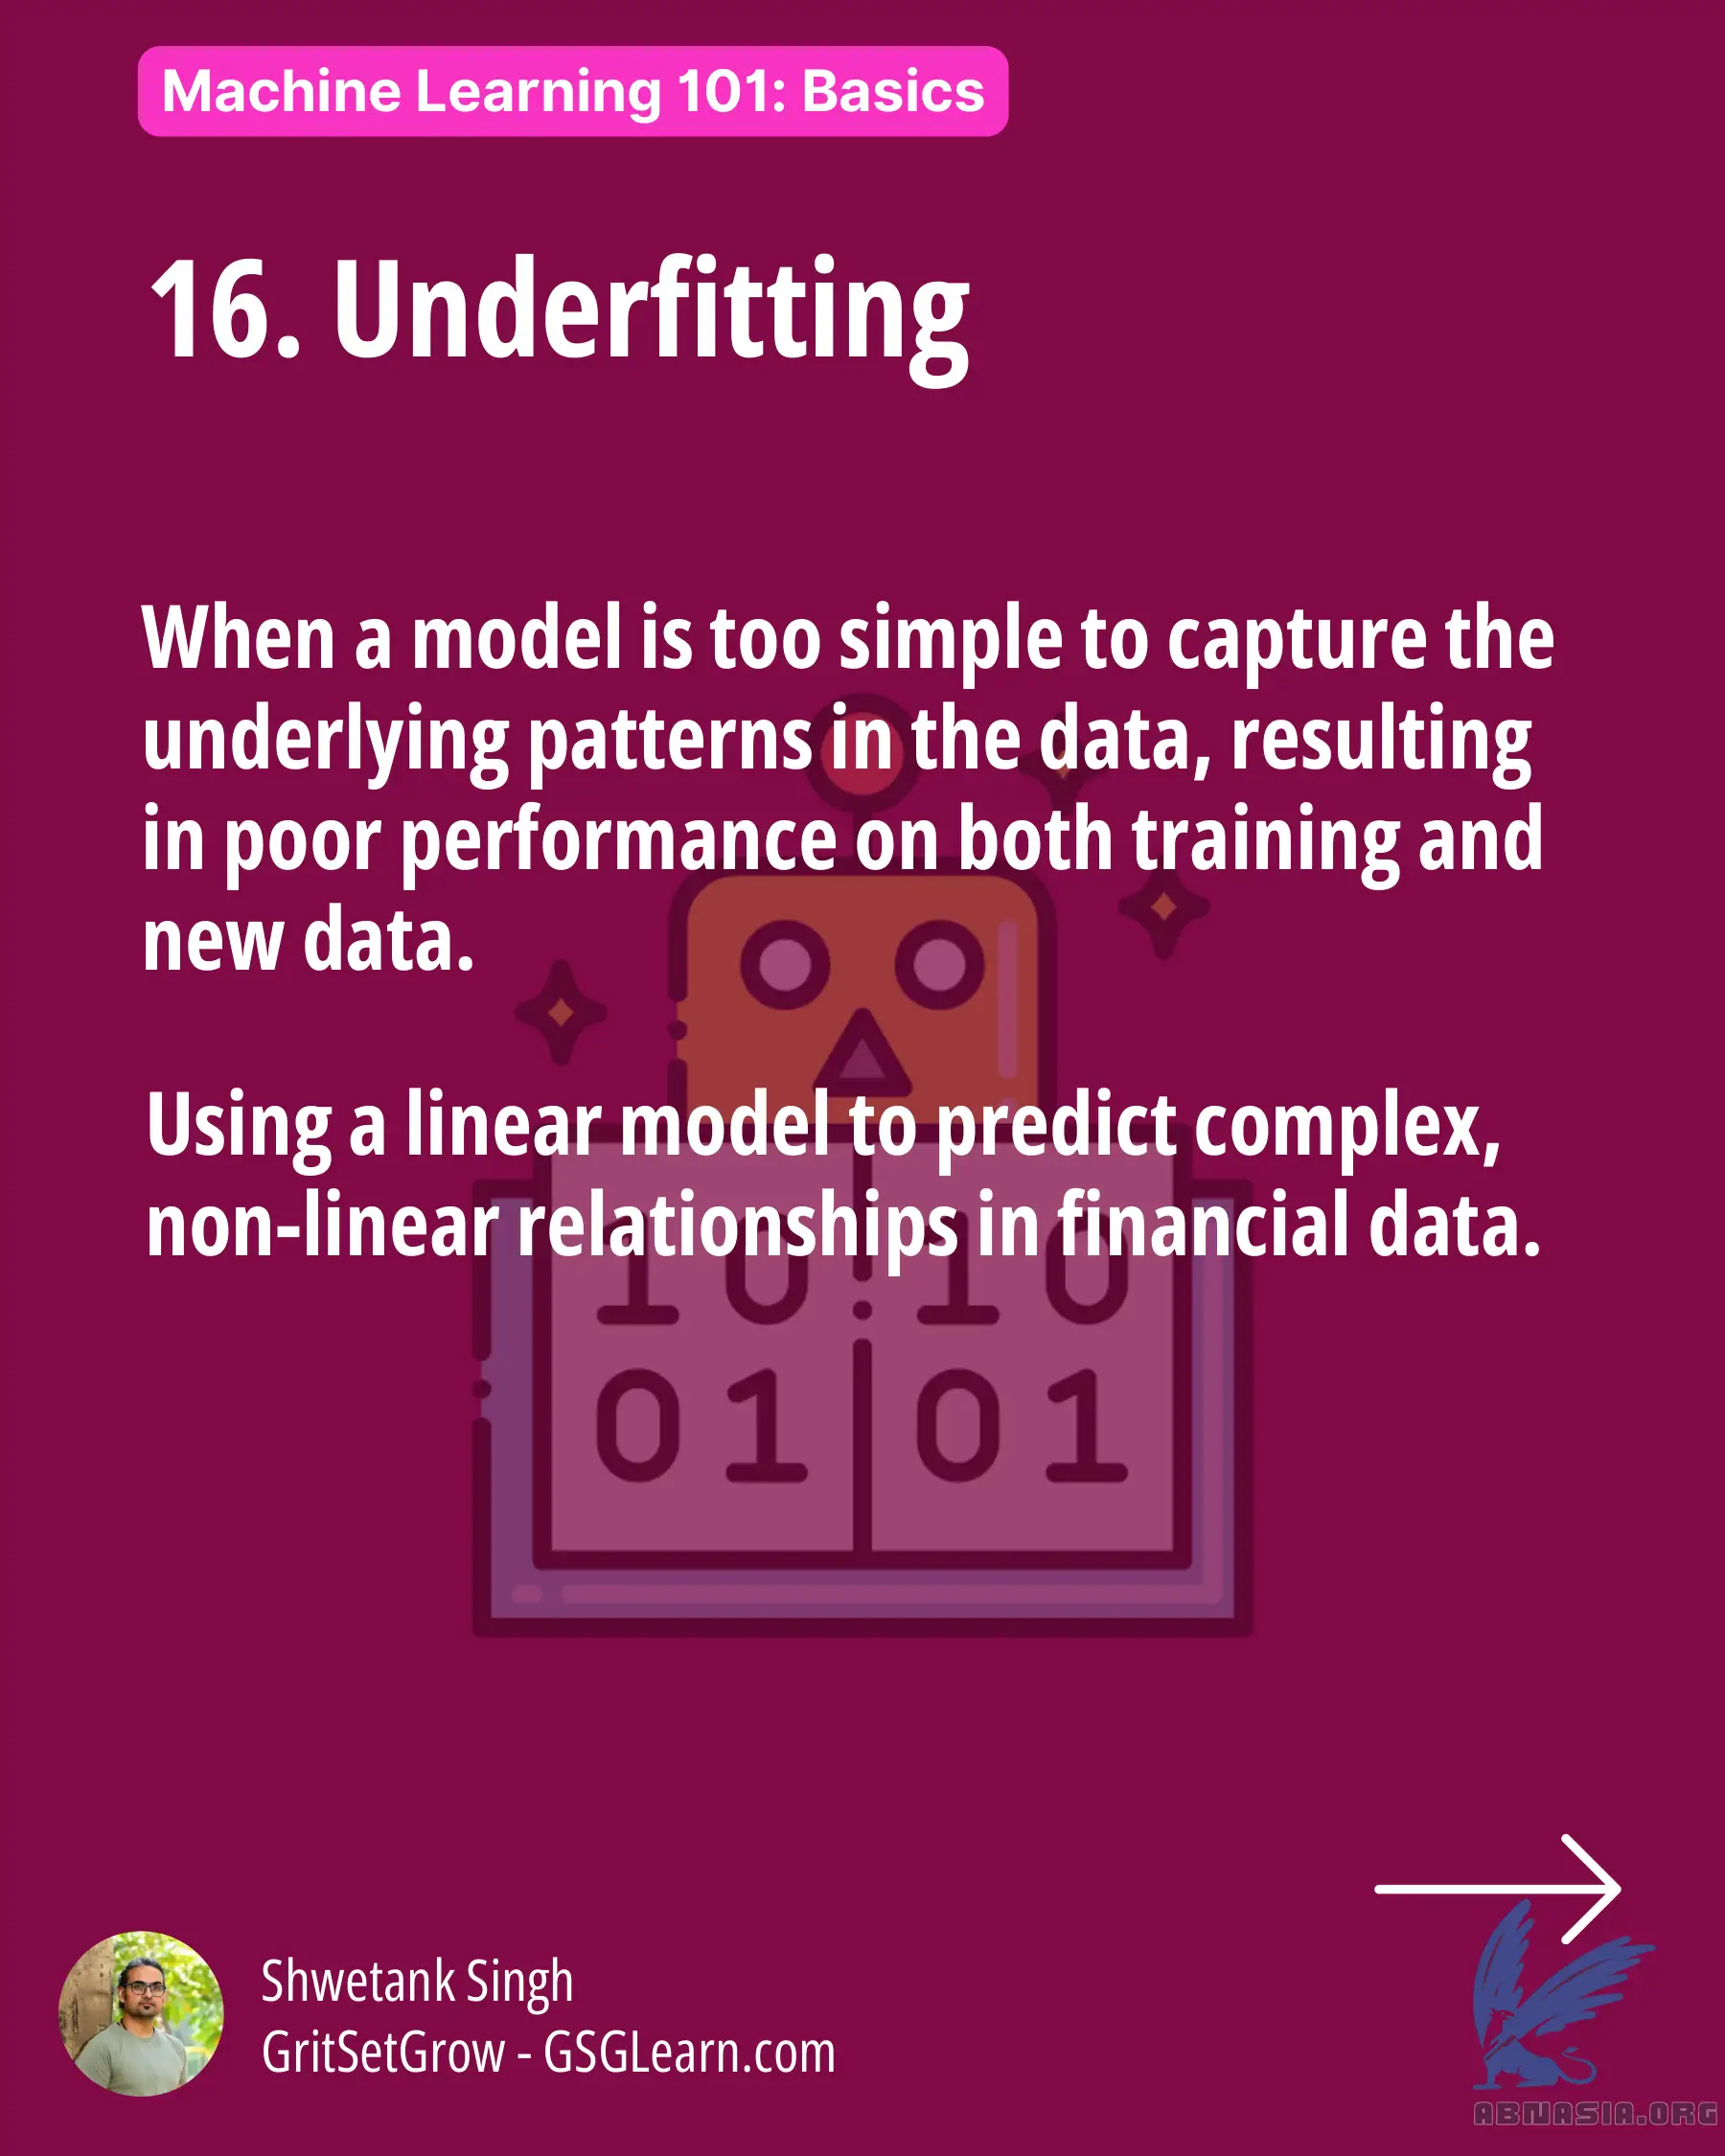 Machine Learning 101: Basics
16. Underfitting
When a model is too simple to capture the
underlying patterns in the data, resulting
in poor performance on both training and
new data.
Using a linear model to predict complex,
non-linear relationships in financial data.
10 10
01 01
Shwetank Singh
GritSetGrow - GSGLearn.com
ABNASIA.ORG